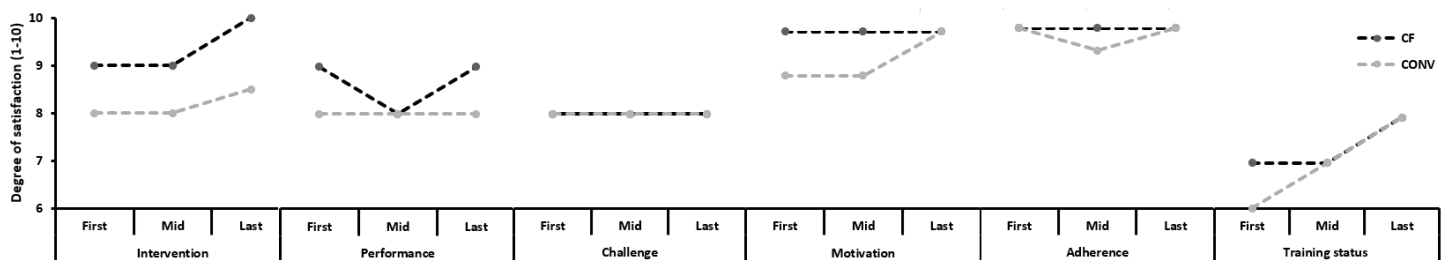 Degree of satisfaction (1-10)
10
9
8
7
6
CF
CONV
First Mid Last First Mid Last First Mid Last First Mid Last First Mid Last First Mid Last
Intervention Performance Challenge Motivation Adherence Training status